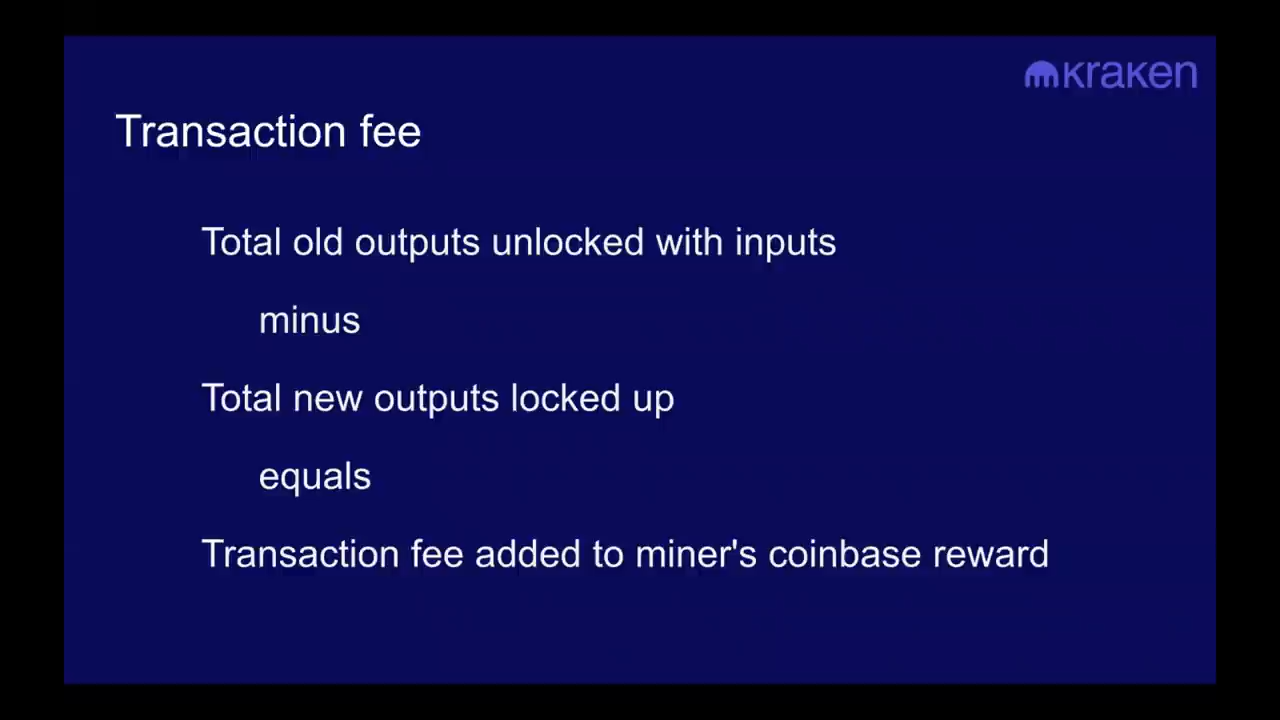 kraken
Transaction fee
Total old outputs unlocked with inputs
minus
Total new outputs locked up
equals
Transaction fee added to miner's coinbase reward